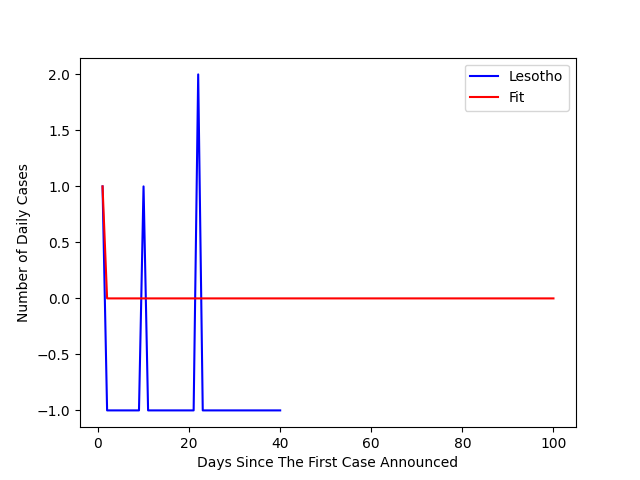 Lesotho
Fit
2.0
1.5
1.0
0.5
0.0
−0.5
−1.0
Number of Daily Cases
0 20 40 60 80 100
Days Since The First Case Announced